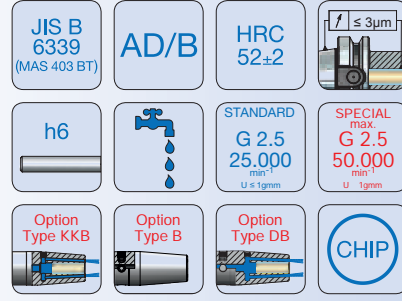 JIS B
6339
(MAS 403 BT)
AD/B
HRC
52±2
≤ 3μm
h6
STANDARD
G 2.5
25.000
min-1
U ≤ 1gmm
SPECIAL
max.
G 2.5
50.000
min-1
U 1gmm
Option
Type KKB
Option
Type B
Option
Type DB
CHIP